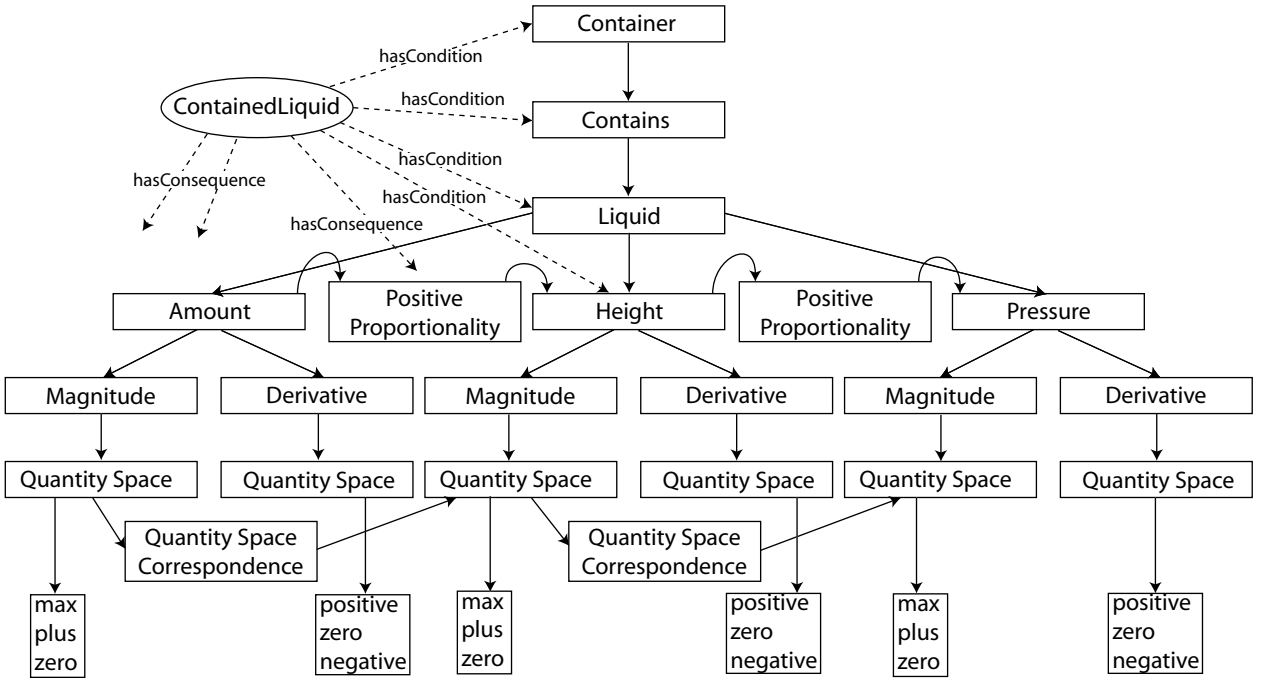 Container
hasCondition
ContainedLiquid
hasCondition
Contains
hasCondition
hasConsequence
hasCondition
Liquid
hasConsequence
Amount
Positive
Proportionality
Height
Positive
Proportionality
Pressure
Magnitude
Derivative
Magnitude
Derivative
Magnitude
Derivative
Quantity Space
Quantity Space
Quantity Space
Quantity Space
Quantity Space
Quantity Space
Quantity Space
Correspondence
Quantity Space
Correspondence
max
plus
zero
positive
zero
negative
max
plus
zero
positive
zero
negative
max
plus
zero
positive
zero
negative